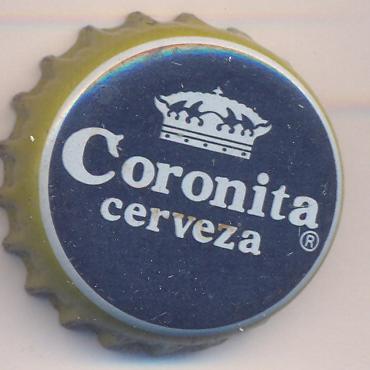 Coronita
cerveza ®